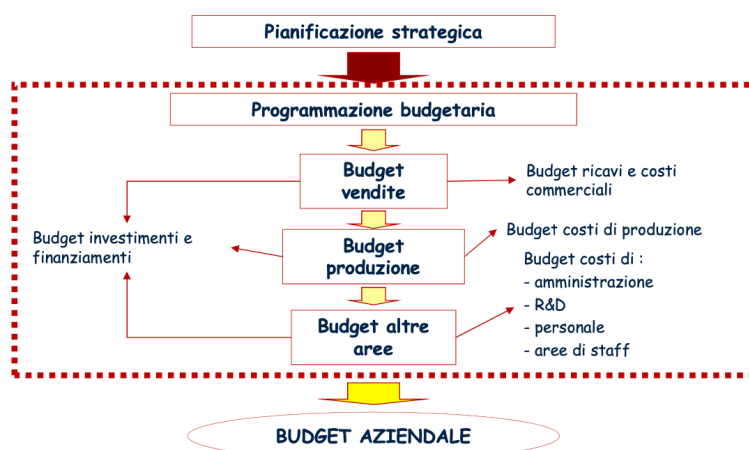 Pianificazione strategica
Programmazione budgetaria
Budget
vendite
Budget ricavi e costi
commerciali
Budget investimenti e
finanziamenti
Budget
produzione
Budget costi di produzione
Budget costi di :
- amministrazione
- R&D
- personale
- aree di staff
Budget altre
aree
BUDGET AZIENDALE